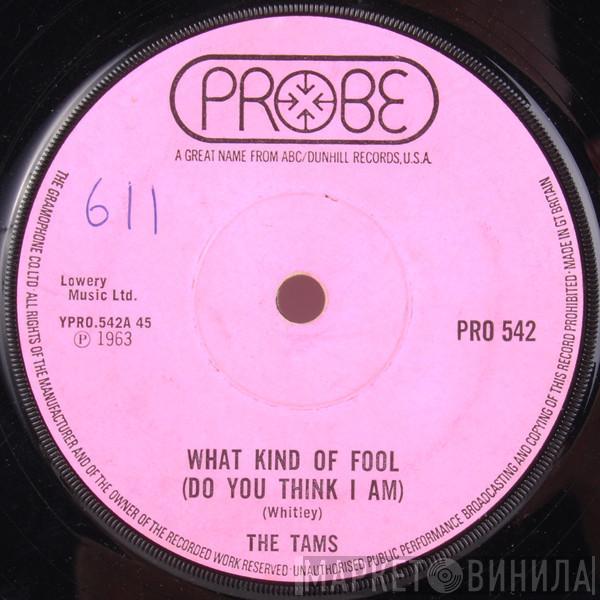 PROBE
A GREAT NAME FROM ABC/DUNHILL RECORDS, U.S.A.
611
Lowery
Music Ltd.
YPRO.542A 45
Ⓟ 1963
PRO 542
WHAT KIND OF FOOL
(DO YOU THINK I AM)
(Whitley)
THE TAMS
THE GRAMOPHONE CO. LTD · ALL RIGHTS OF THE MANUFACTURER AND OF THE OWNER OF THE RECORDED WORK RESERVED · UNAUTHORISED PUBLIC PERFORMANCE BROADCASTING AND COPYING OF THIS RECORD PROHIBITED · MADE IN GT BRITAIN
МАРКЕТ ВИНИЛА